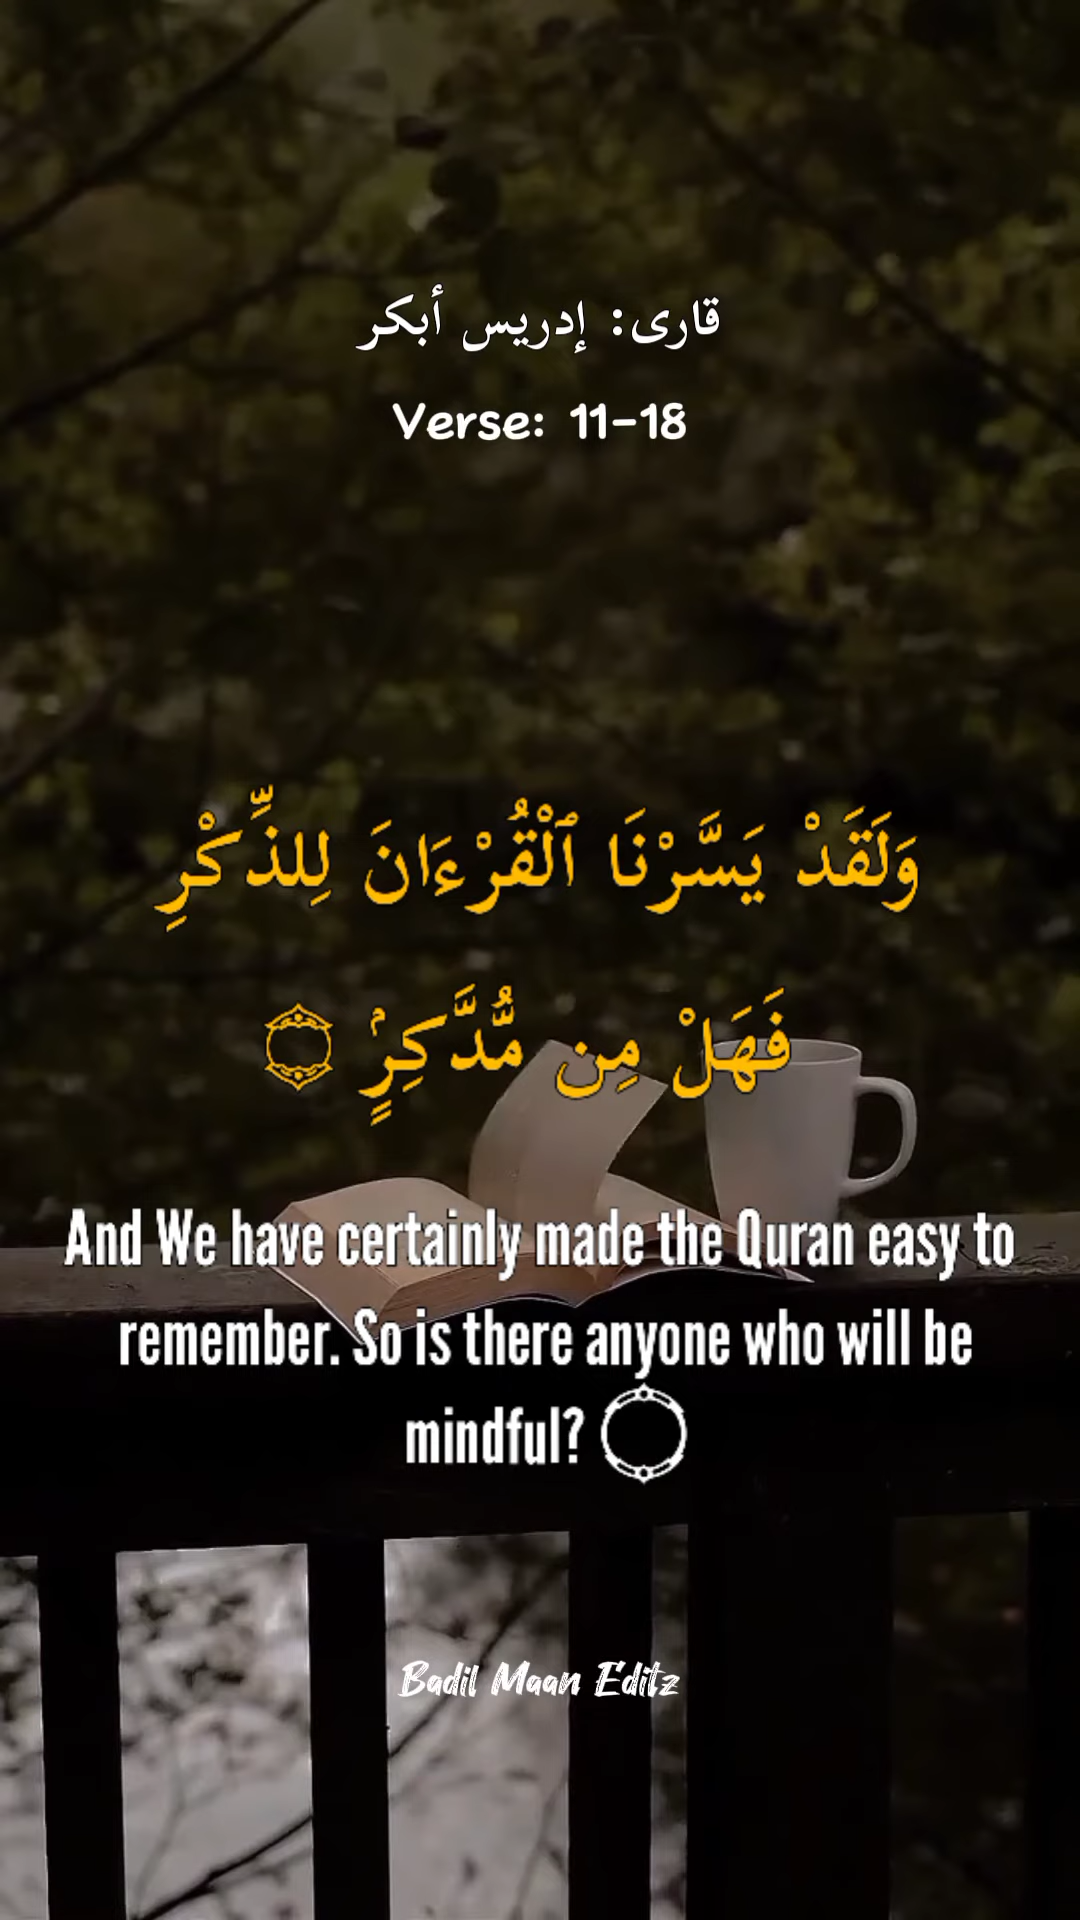 قارى: إدريس أبكر
Verse: 11-18
وَلَقَدْ يَسَّرْنَا ٱلْقُرْءَانَ لِلذِّكْرِ
فَهَلْ مِن مُّدَّكِرٍۢ ۝
And We have certainly made the Quran easy to
remember. So is there anyone who will be
mindful? ۝
Badil Maan Editz